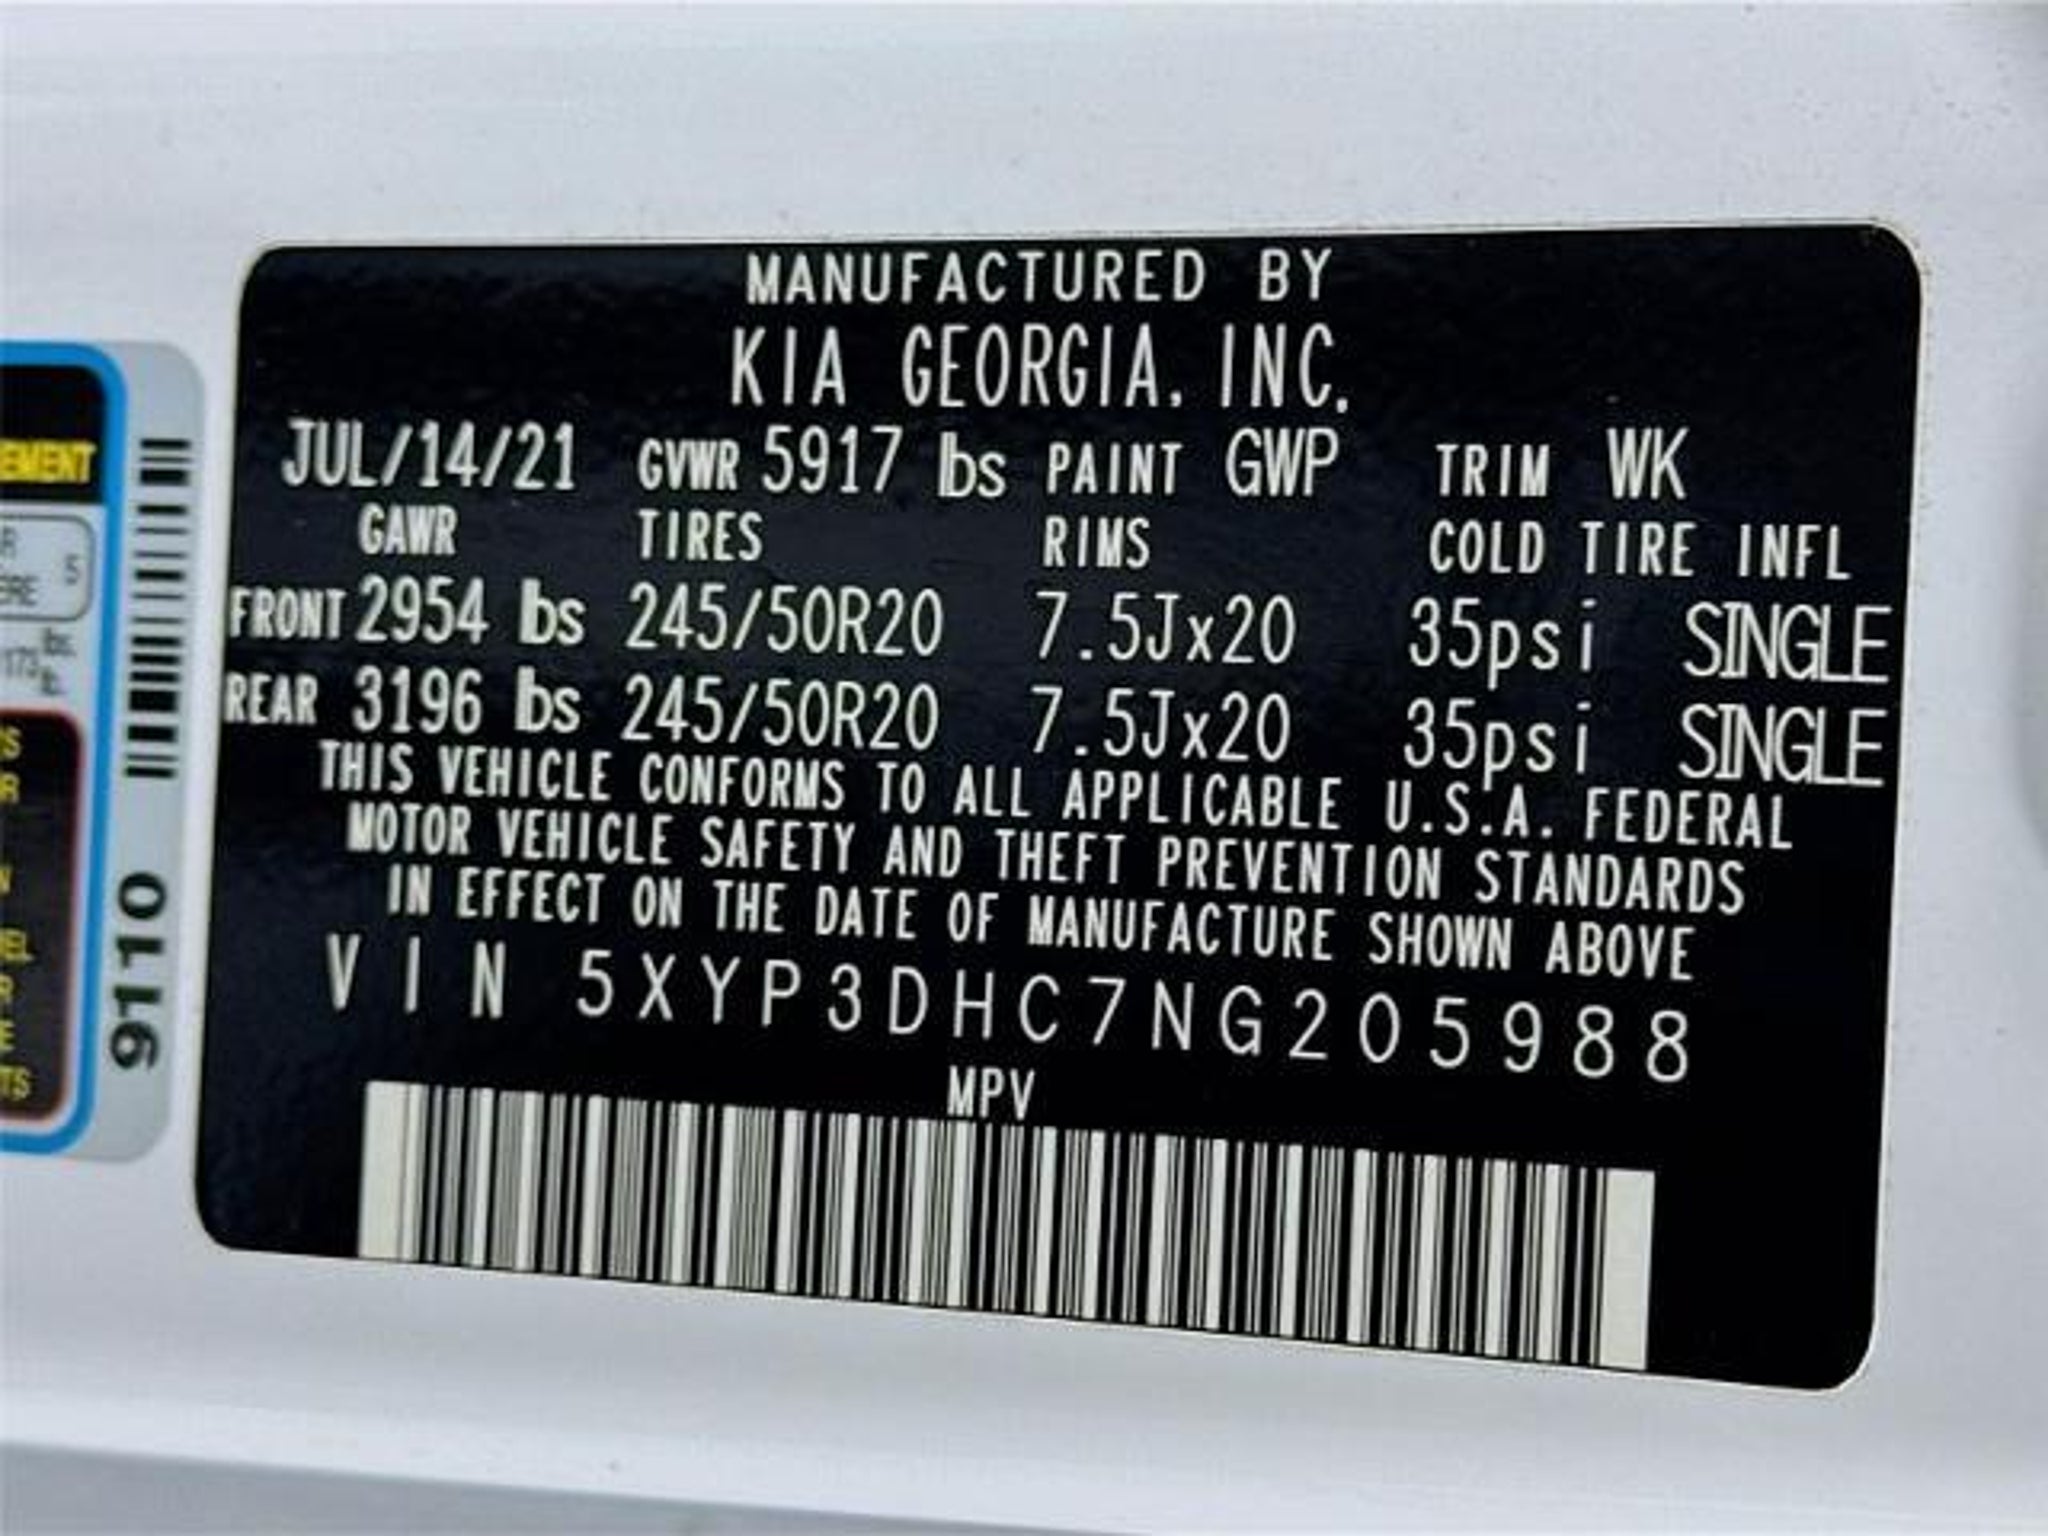 MANUFACTURED BY
KIA GEORGIA, INC.
JUL/14/21 GVWR 5917 lbs PAINT GWP TRIM WK
GAWR TIRES RIMS COLD TIRE INFL
FRONT 2954 lbs 245/50R20 7.5Jx20 35psi SINGLE
REAR 3196 lbs 245/50R20 7.5Jx20 35psi SINGLE
THIS VEHICLE CONFORMS TO ALL APPLICABLE U.S.A. FEDERAL
MOTOR VEHICLE SAFETY AND THEFT PREVENTION STANDARDS
IN EFFECT ON THE DATE OF MANUFACTURE SHOWN ABOVE
VIN 5XYP3DHC7NG205988
MPV
9110
5
lbs.